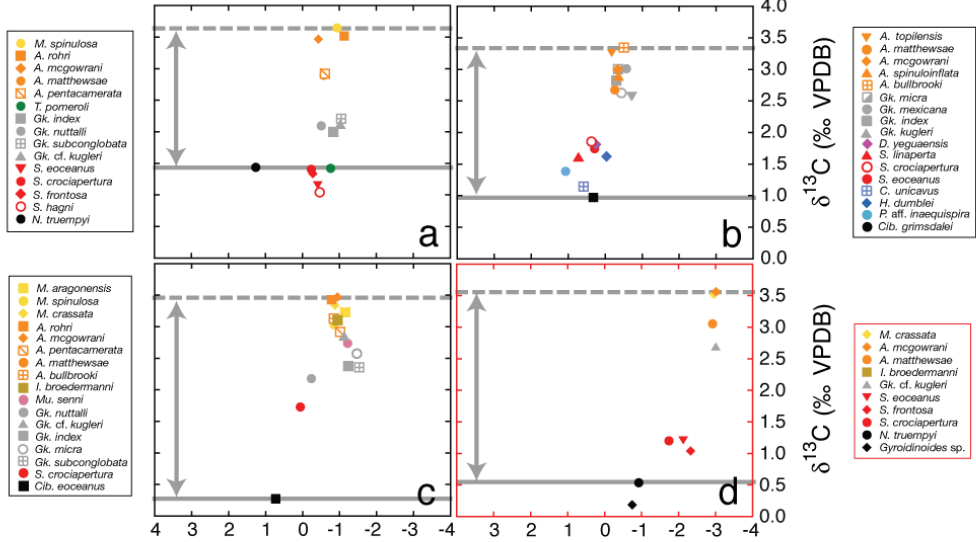 M. spinulosa
A. rohri
A. mcgowrani
A. matthewsae
A. pentacamerata
T. pomeroli
Gk. index
Gk. nuttalli
Gk. subconglobata
Gk. cf. kugleri
S. eoceanus
S. crociapertura
S. frontosa
S. hagni
N. truempyi
a
b
4.0
3.5
3.0
2.5
2.0
1.5
1.0
0.5
0.0
δ13C (‰ VPDB)
A. topilensis
A. matthewsae
A. mcgowrani
A. spinuloinflata
A. bullbrooki
Gk. micra
Gk. mexicana
Gk. index
Gk. kugleri
D. yeguaensis
S. linaperta
S. crociapertura
S. eoceanus
C. unicavus
H. dumblei
P. aff. inaequispira
Cib. grimsdalei
M. aragonensis
M. spinulosa
M. crassata
A. rohri
A. mcgowrani
A. pentacamerata
A. matthewsae
A. bullbrooki
I. broedermanni
Mu. senni
Gk. nuttalli
Gk. cf. kugleri
Gk. index
Gk. micra
Gk. subconglobata
S. crociapertura
Cib. eoceanus
c
d
3.5
3.0
2.5
2.0
1.5
1.0
0.5
0.0
δ13C (‰ VPDB)
M. crassata
A. mcgowrani
A. matthewsae
I. broedermanni
Gk. cf. kugleri
S. eoceanus
S. frontosa
S. crociapertura
N. truempyi
Gyroidinoides sp.
4 3 2 1 0 -1 -2 -3 -4 3 2 1 0 -1 -2 -3 -4